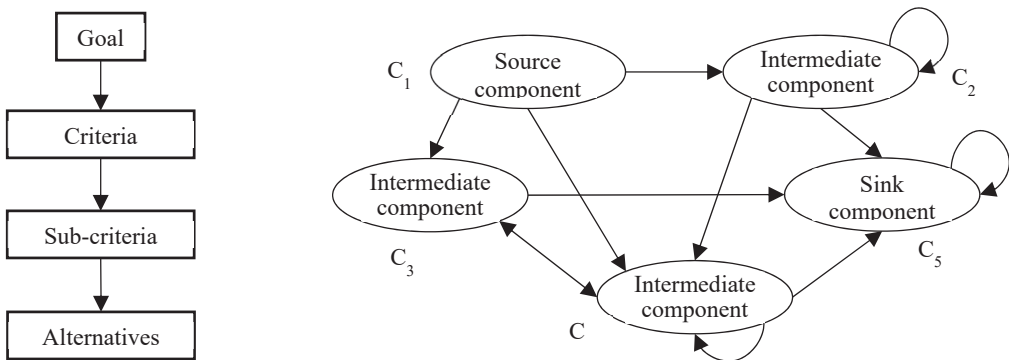 Goal
Criteria
Sub-criteria
Alternatives
C1
Source
component
Intermediate
component
C2
Intermediate
component
C3
Sink
component
C5
Intermediate
component
C